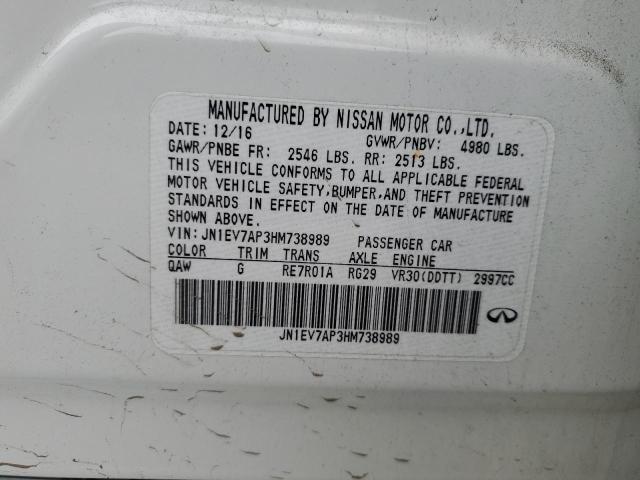 MANUFACTURED BY NISSAN MOTOR CO.,LTD.
DATE: 12/16 GVWR/PNBV: 4980 LBS.
GAWR/PNBE FR: 2546 LBS. RR: 2513 LBS.
THIS VEHICLE CONFORMS TO ALL APPLICABLE FEDERAL
MOTOR VEHICLE SAFETY, BUMPER, AND THEFT PREVENTION
STANDARDS IN EFFECT ON THE DATE OF MANUFACTURE
SHOWN ABOVE.
VIN: JN1EV7AP3HM738989 PASSENGER CAR
COLOR TRIM TRANS AXLE ENGINE
QAW G RE7R01A RG29 VR30(DDTT) 2997CC
JN1EV7AP3HM738989